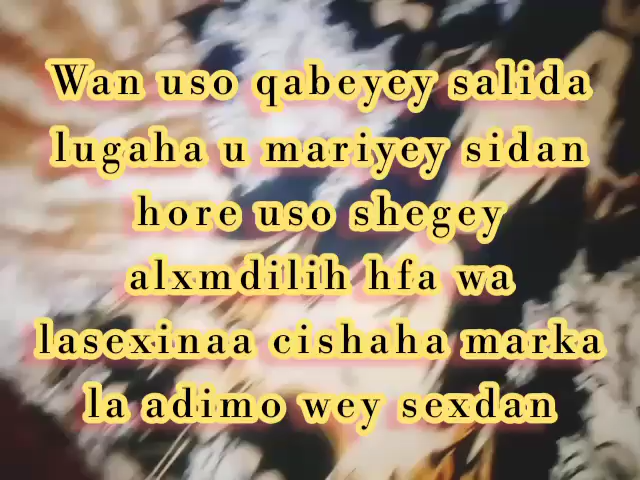 Wan uso qabeyey salida
lugaha u mariyey sidan
hore uso shegey
alxmdilih hfa wa
lasexinaa cishaha marka
la adimo wey sexdan